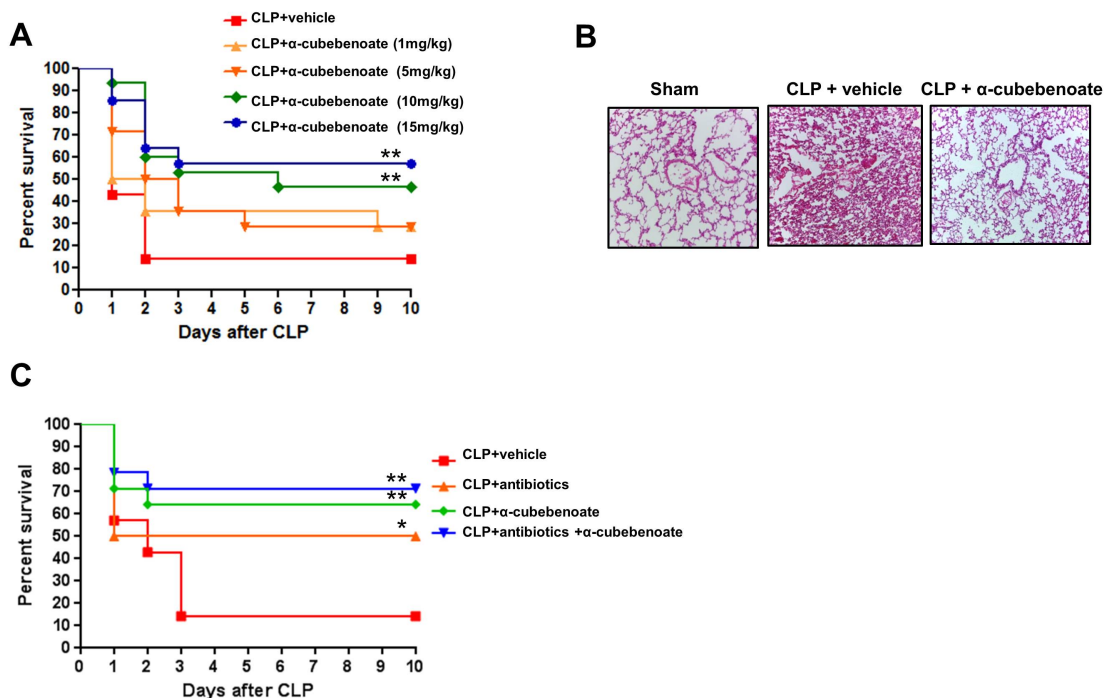 A
CLP+vehicle
CLP+α-cubebenoate (1mg/kg)
CLP+α-cubebenoate (5mg/kg)
CLP+α-cubebenoate (10mg/kg)
CLP+α-cubebenoate (15mg/kg)
100
90
80
70
60
50
40
30
20
10
0
Percent survival
**
**
0 1 2 3 4 5 6 7 8 9 10
Days after CLP
B
Sham CLP + vehicle CLP + α-cubebenoate
C
100
90
80
70
60
50
40
30
20
10
0
Percent survival
**
**
*
CLP+vehicle
CLP+antibiotics
CLP+α-cubebenoate
CLP+antibiotics +α-cubebenoate
0 1 2 3 4 5 6 7 8 9 10
Days after CLP